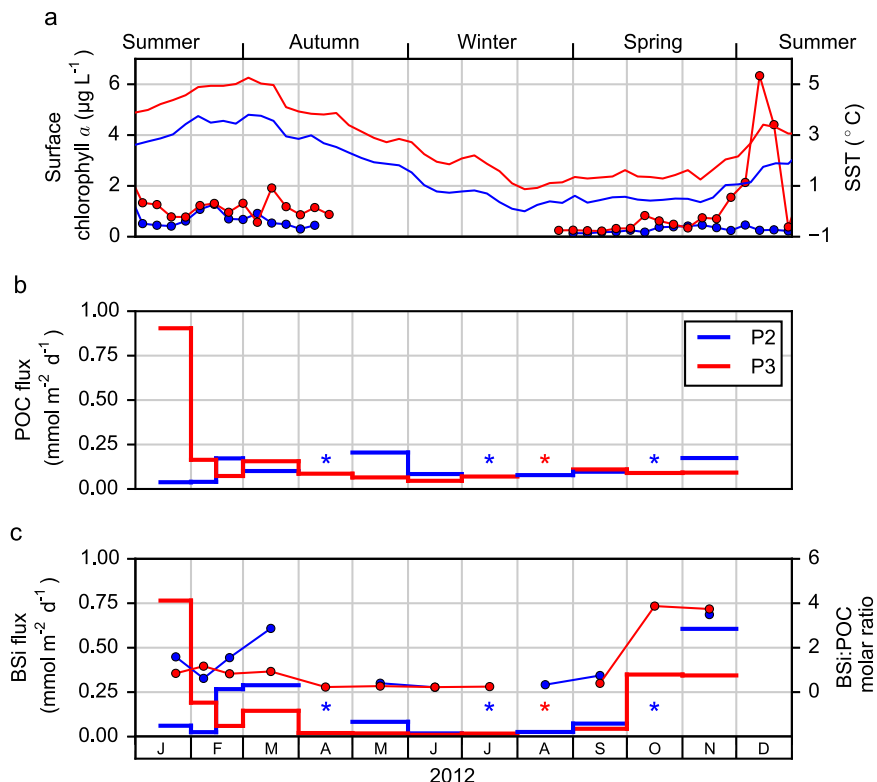 a
Summer Autumn Winter Spring Summer
Surface
chlorophyll a (µg L⁻¹)
6
4
2
0
5
3
1
−1
SST (°C)
b
POC flux
(mmol m⁻² d⁻¹)
1.00
0.75
0.50
0.25
0.00
P2
P3
* * * *
c
BSi flux
(mmol m⁻² d⁻¹)
1.00
0.75
0.50
0.25
0.00
6
4
2
0
BSi:POC
molar ratio
* * * *
J F M A M J J A S O N D
2012